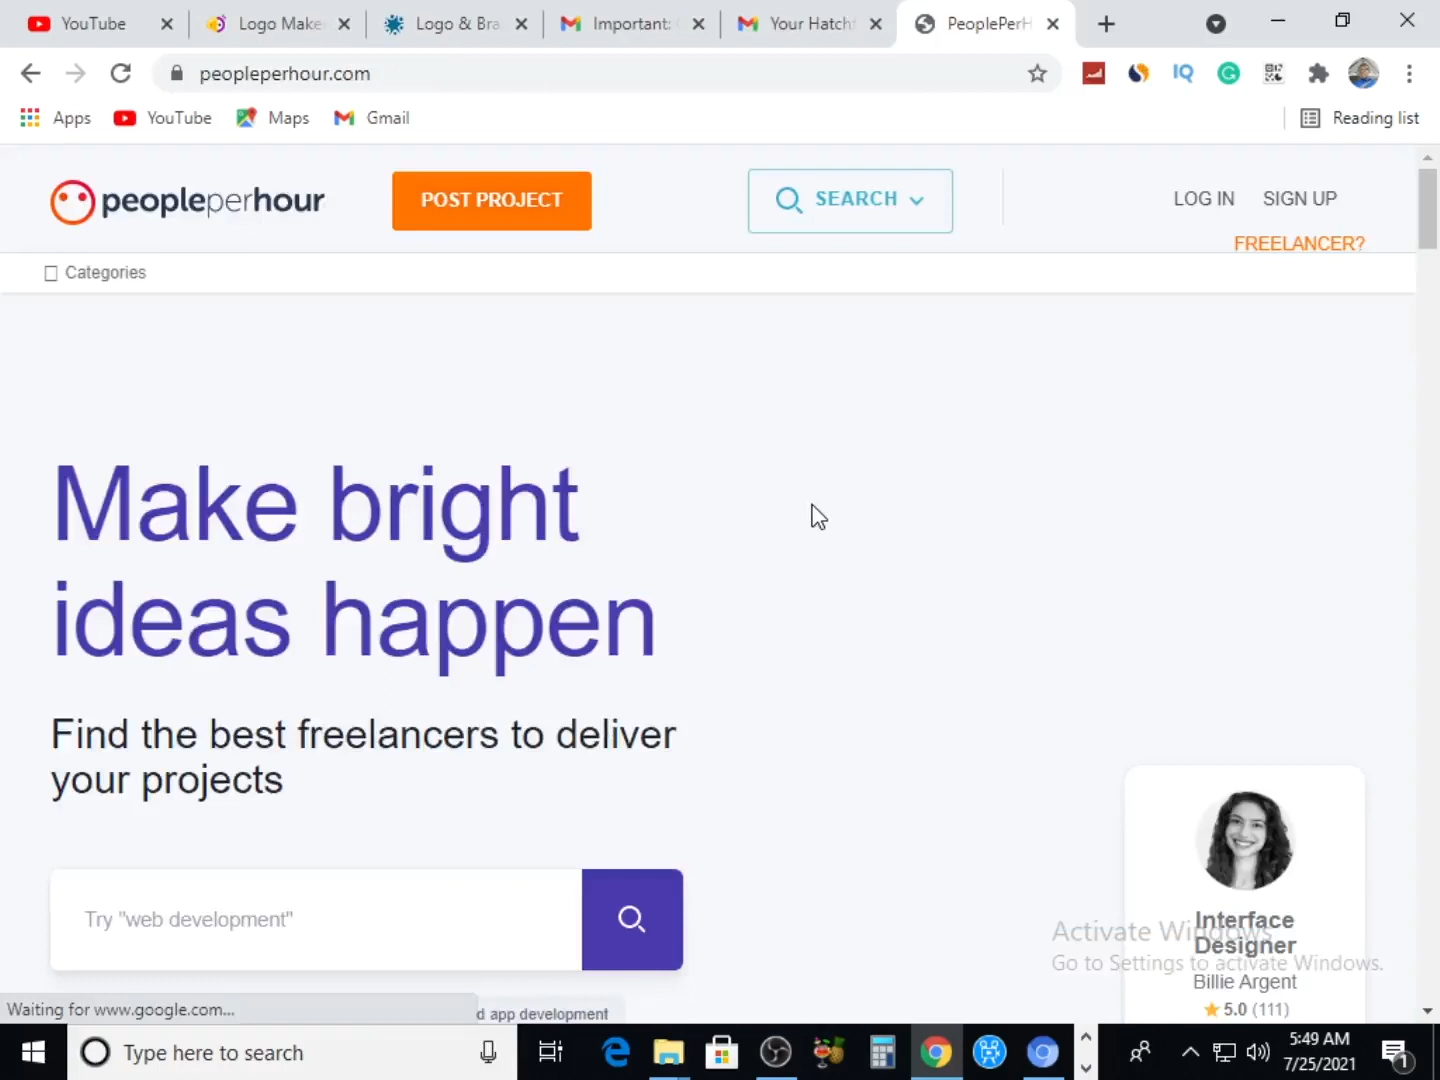 YouTube
Logo Make
Logo & Bra
Important:
Your Hatch
PeoplePerH
peopleperhour.com
IQ
Apps
YouTube
Maps
Gmail
Reading list
peopleperhour
POST PROJECT
SEARCH
LOG IN
SIGN UP
FREELANCER?
Categories
Make bright
ideas happen
Find the best freelancers to deliver
your projects
Try "web development"
Interface
Designer
Billie Argent
5.0 (111)
Activate Windows
Go to Settings to activate Windows.
Waiting for www.google.com...
d app development
Type here to search
5:49 AM
7/25/2021
1